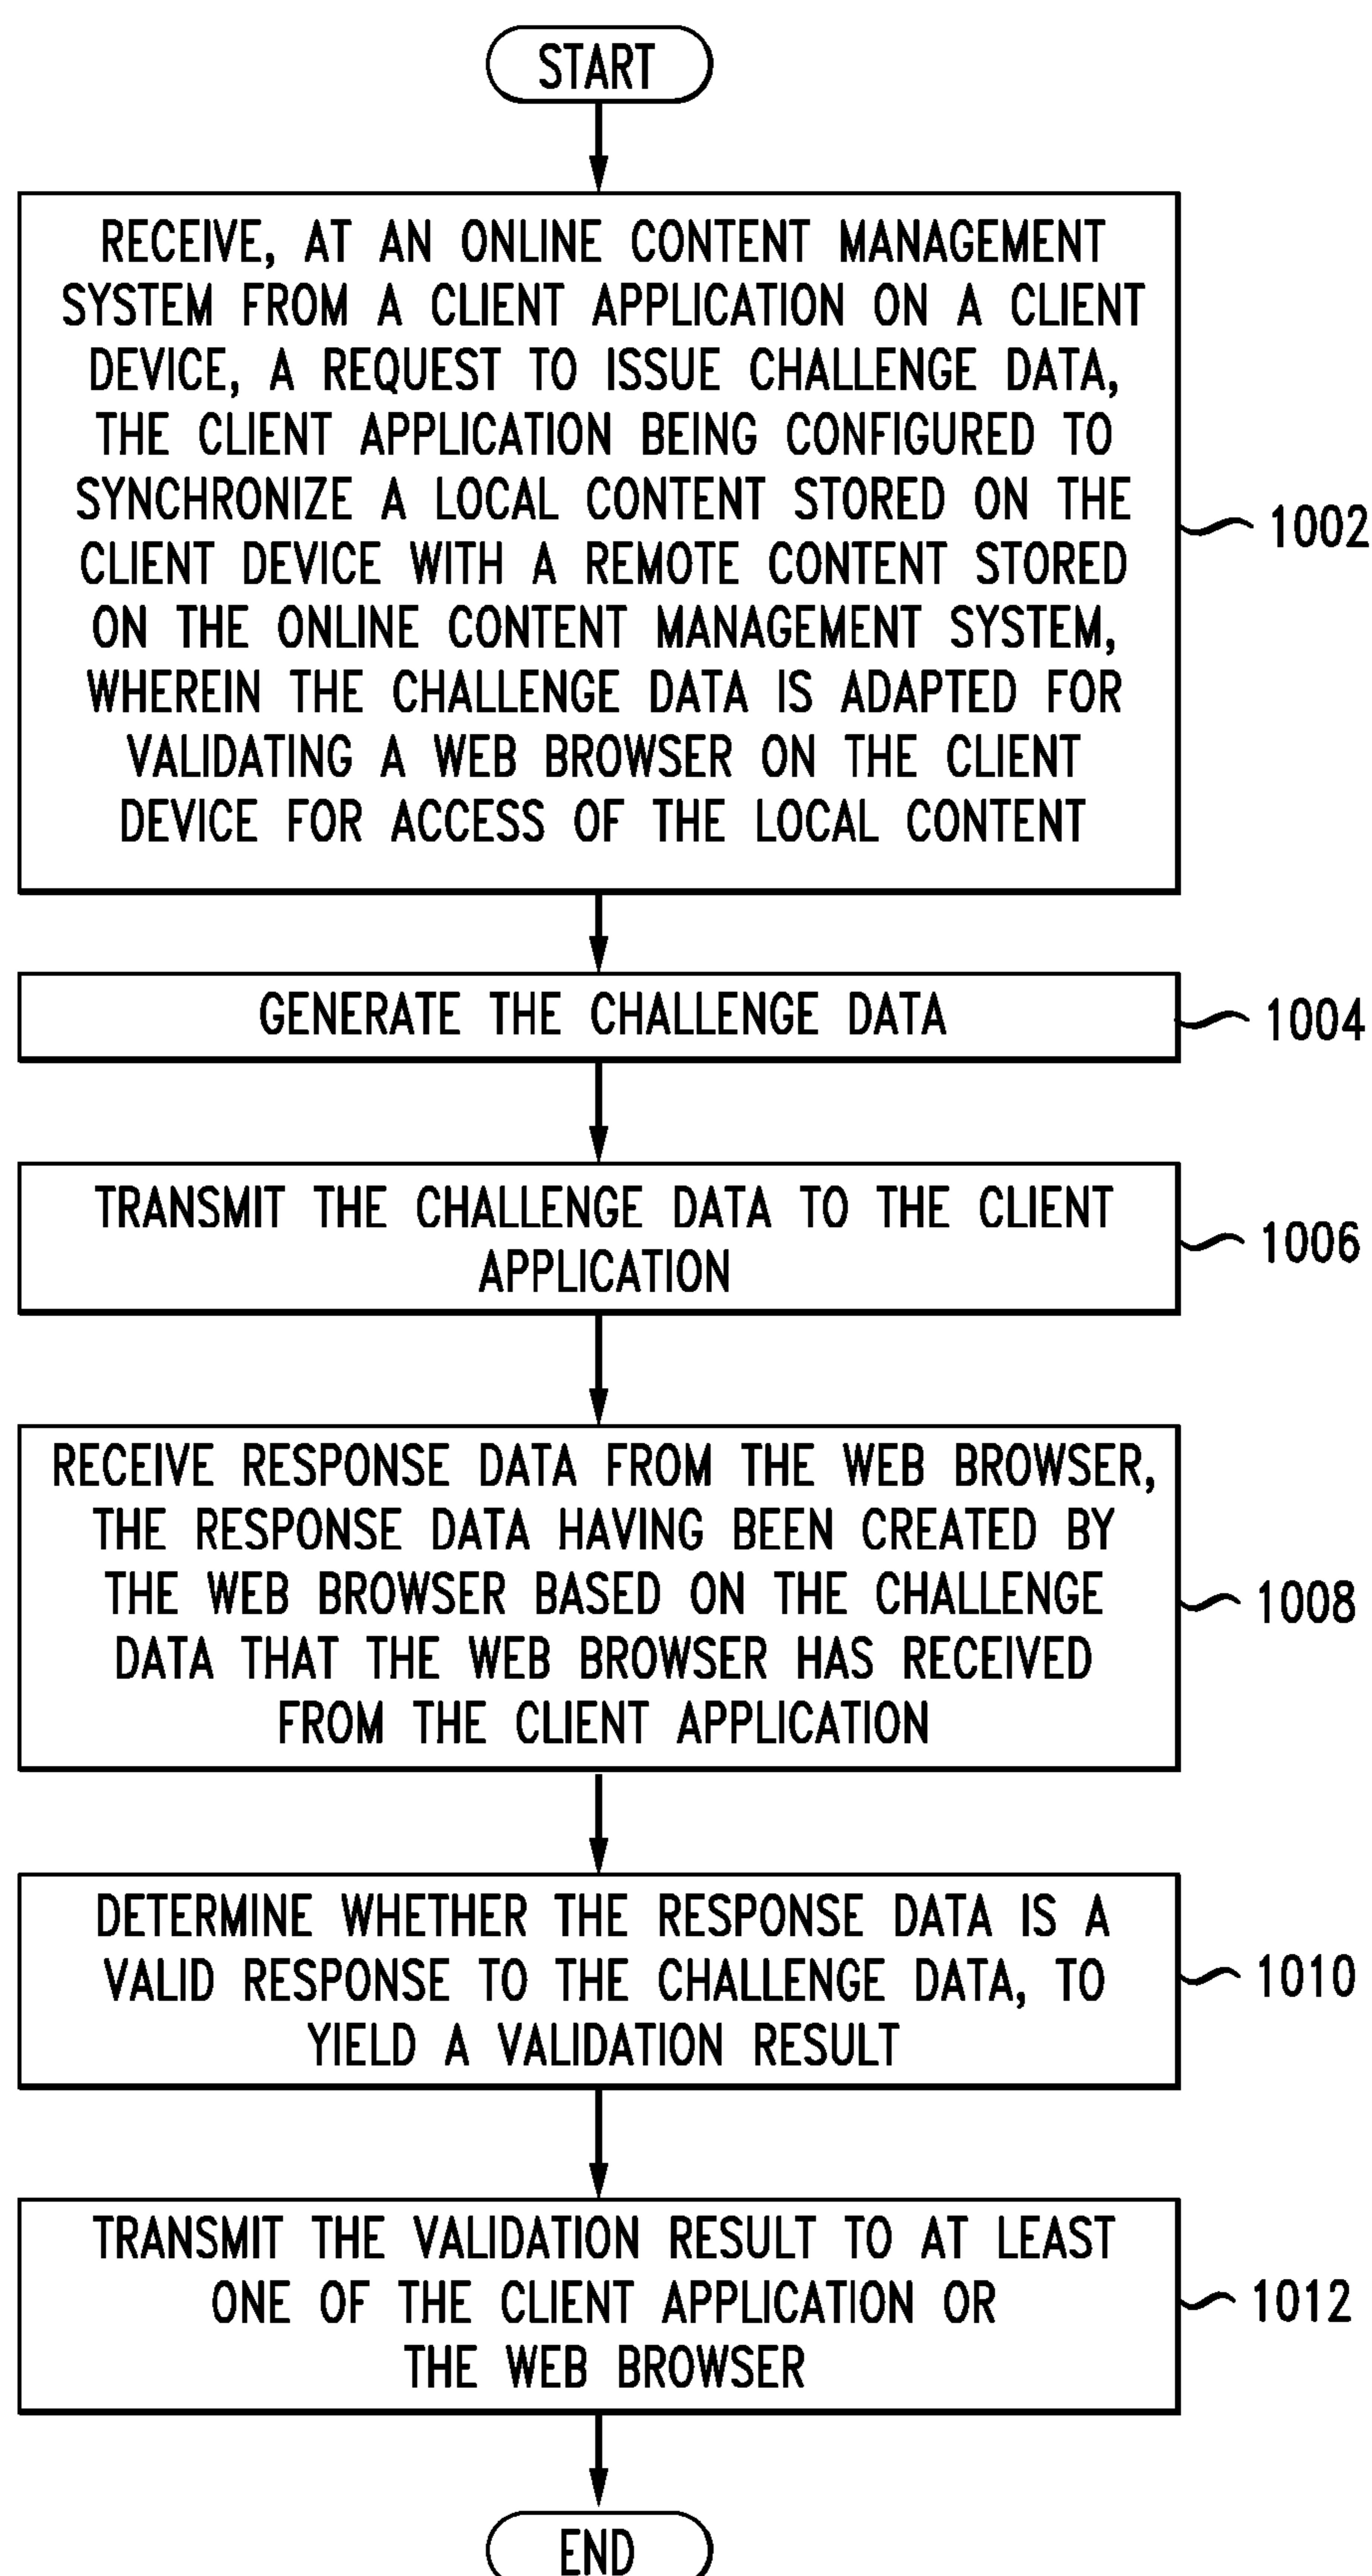 START
RECEIVE, AT AN ONLINE CONTENT MANAGEMENT
SYSTEM FROM A CLIENT APPLICATION ON A CLIENT
DEVICE, A REQUEST TO ISSUE CHALLENGE DATA,
THE CLIENT APPLICATION BEING CONFIGURED TO
SYNCHRONIZE A LOCAL CONTENT STORED ON THE
CLIENT DEVICE WITH A REMOTE CONTENT STORED
ON THE ONLINE CONTENT MANAGEMENT SYSTEM,
WHEREIN THE CHALLENGE DATA IS ADAPTED FOR
VALIDATING A WEB BROWSER ON THE CLIENT
DEVICE FOR ACCESS OF THE LOCAL CONTENT
1002
GENERATE THE CHALLENGE DATA
1004
TRANSMIT THE CHALLENGE DATA TO THE CLIENT
APPLICATION
1006
RECEIVE RESPONSE DATA FROM THE WEB BROWSER,
THE RESPONSE DATA HAVING BEEN CREATED BY
THE WEB BROWSER BASED ON THE CHALLENGE
DATA THAT THE WEB BROWSER HAS RECEIVED
FROM THE CLIENT APPLICATION
1008
DETERMINE WHETHER THE RESPONSE DATA IS A
VALID RESPONSE TO THE CHALLENGE DATA, TO
YIELD A VALIDATION RESULT
1010
TRANSMIT THE VALIDATION RESULT TO AT LEAST
ONE OF THE CLIENT APPLICATION OR
THE WEB BROWSER
1012
END